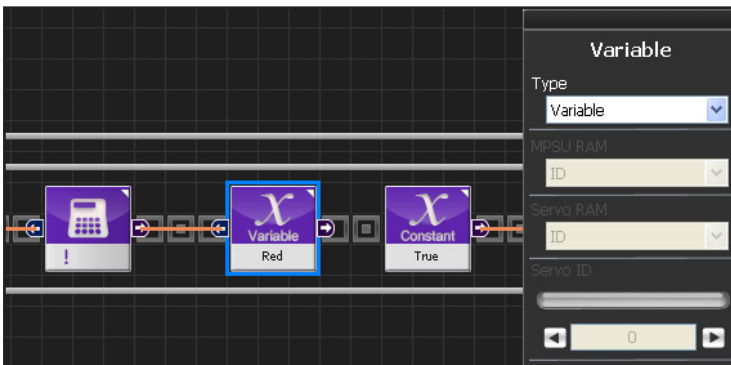 Variable
Type
Variable
MPSU RAM
ID
Servo RAM
ID
Servo ID
0
!
X
Variable
Red
X
Constant
True